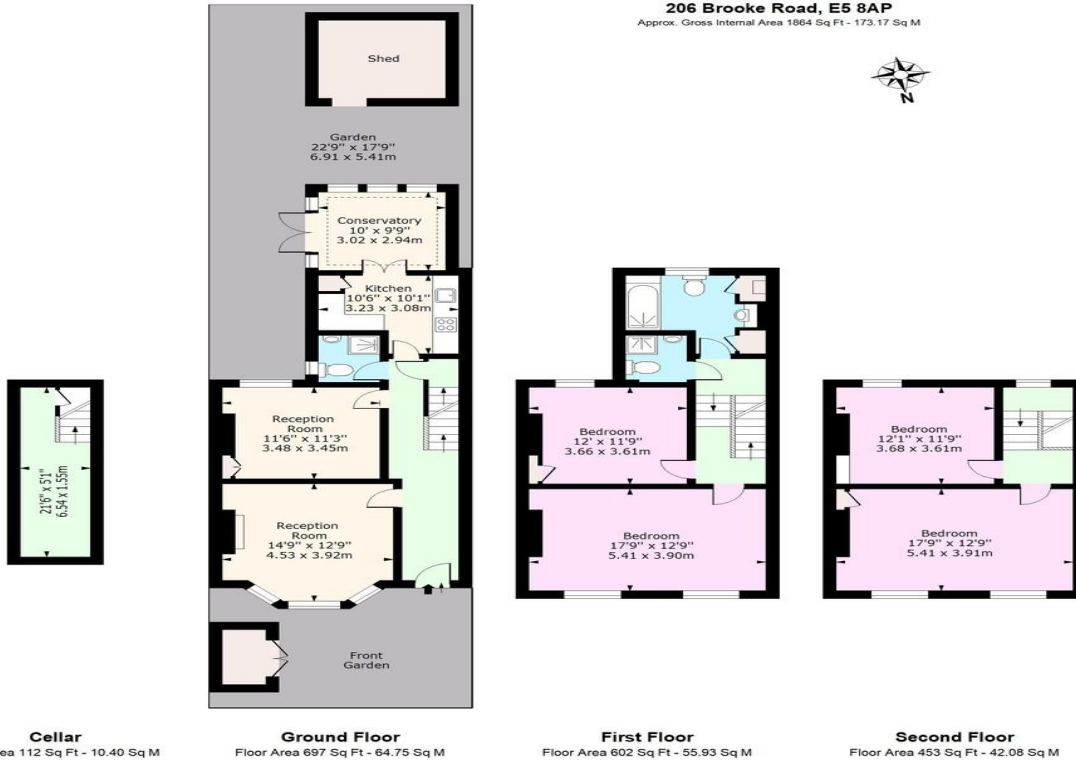 206 Brooke Road, E5 8AP
Approx. Gross Internal Area 1864 Sq Ft - 173.17 Sq M
N
Shed
Garden
22'9" x 17'9"
6.91 x 5.41m
Conservatory
10' x 9'9"
3.02 x 2.94m
Kitchen
10'6" x 10'1"
3.23 x 3.08m
Reception
Room
11'6" x 11'3"
3.48 x 3.45m
Reception
Room
14'9" x 12'9"
4.53 x 3.92m
Front
Garden
21'6" x 5'1"
6.54 x 1.55m
Bedroom
12' x 11'9"
3.66 x 3.61m
Bedroom
17'9" x 12'9"
5.41 x 3.90m
Bedroom
12'1" x 11'9"
3.68 x 3.61m
Bedroom
17'9" x 12'9"
5.41 x 3.91m
Cellar
ea 112 Sq Ft - 10.40 Sq M
Ground Floor
Floor Area 697 Sq Ft - 64.75 Sq M
First Floor
Floor Area 602 Sq Ft - 55.93 Sq M
Second Floor
Floor Area 453 Sq Ft - 42.08 Sq M